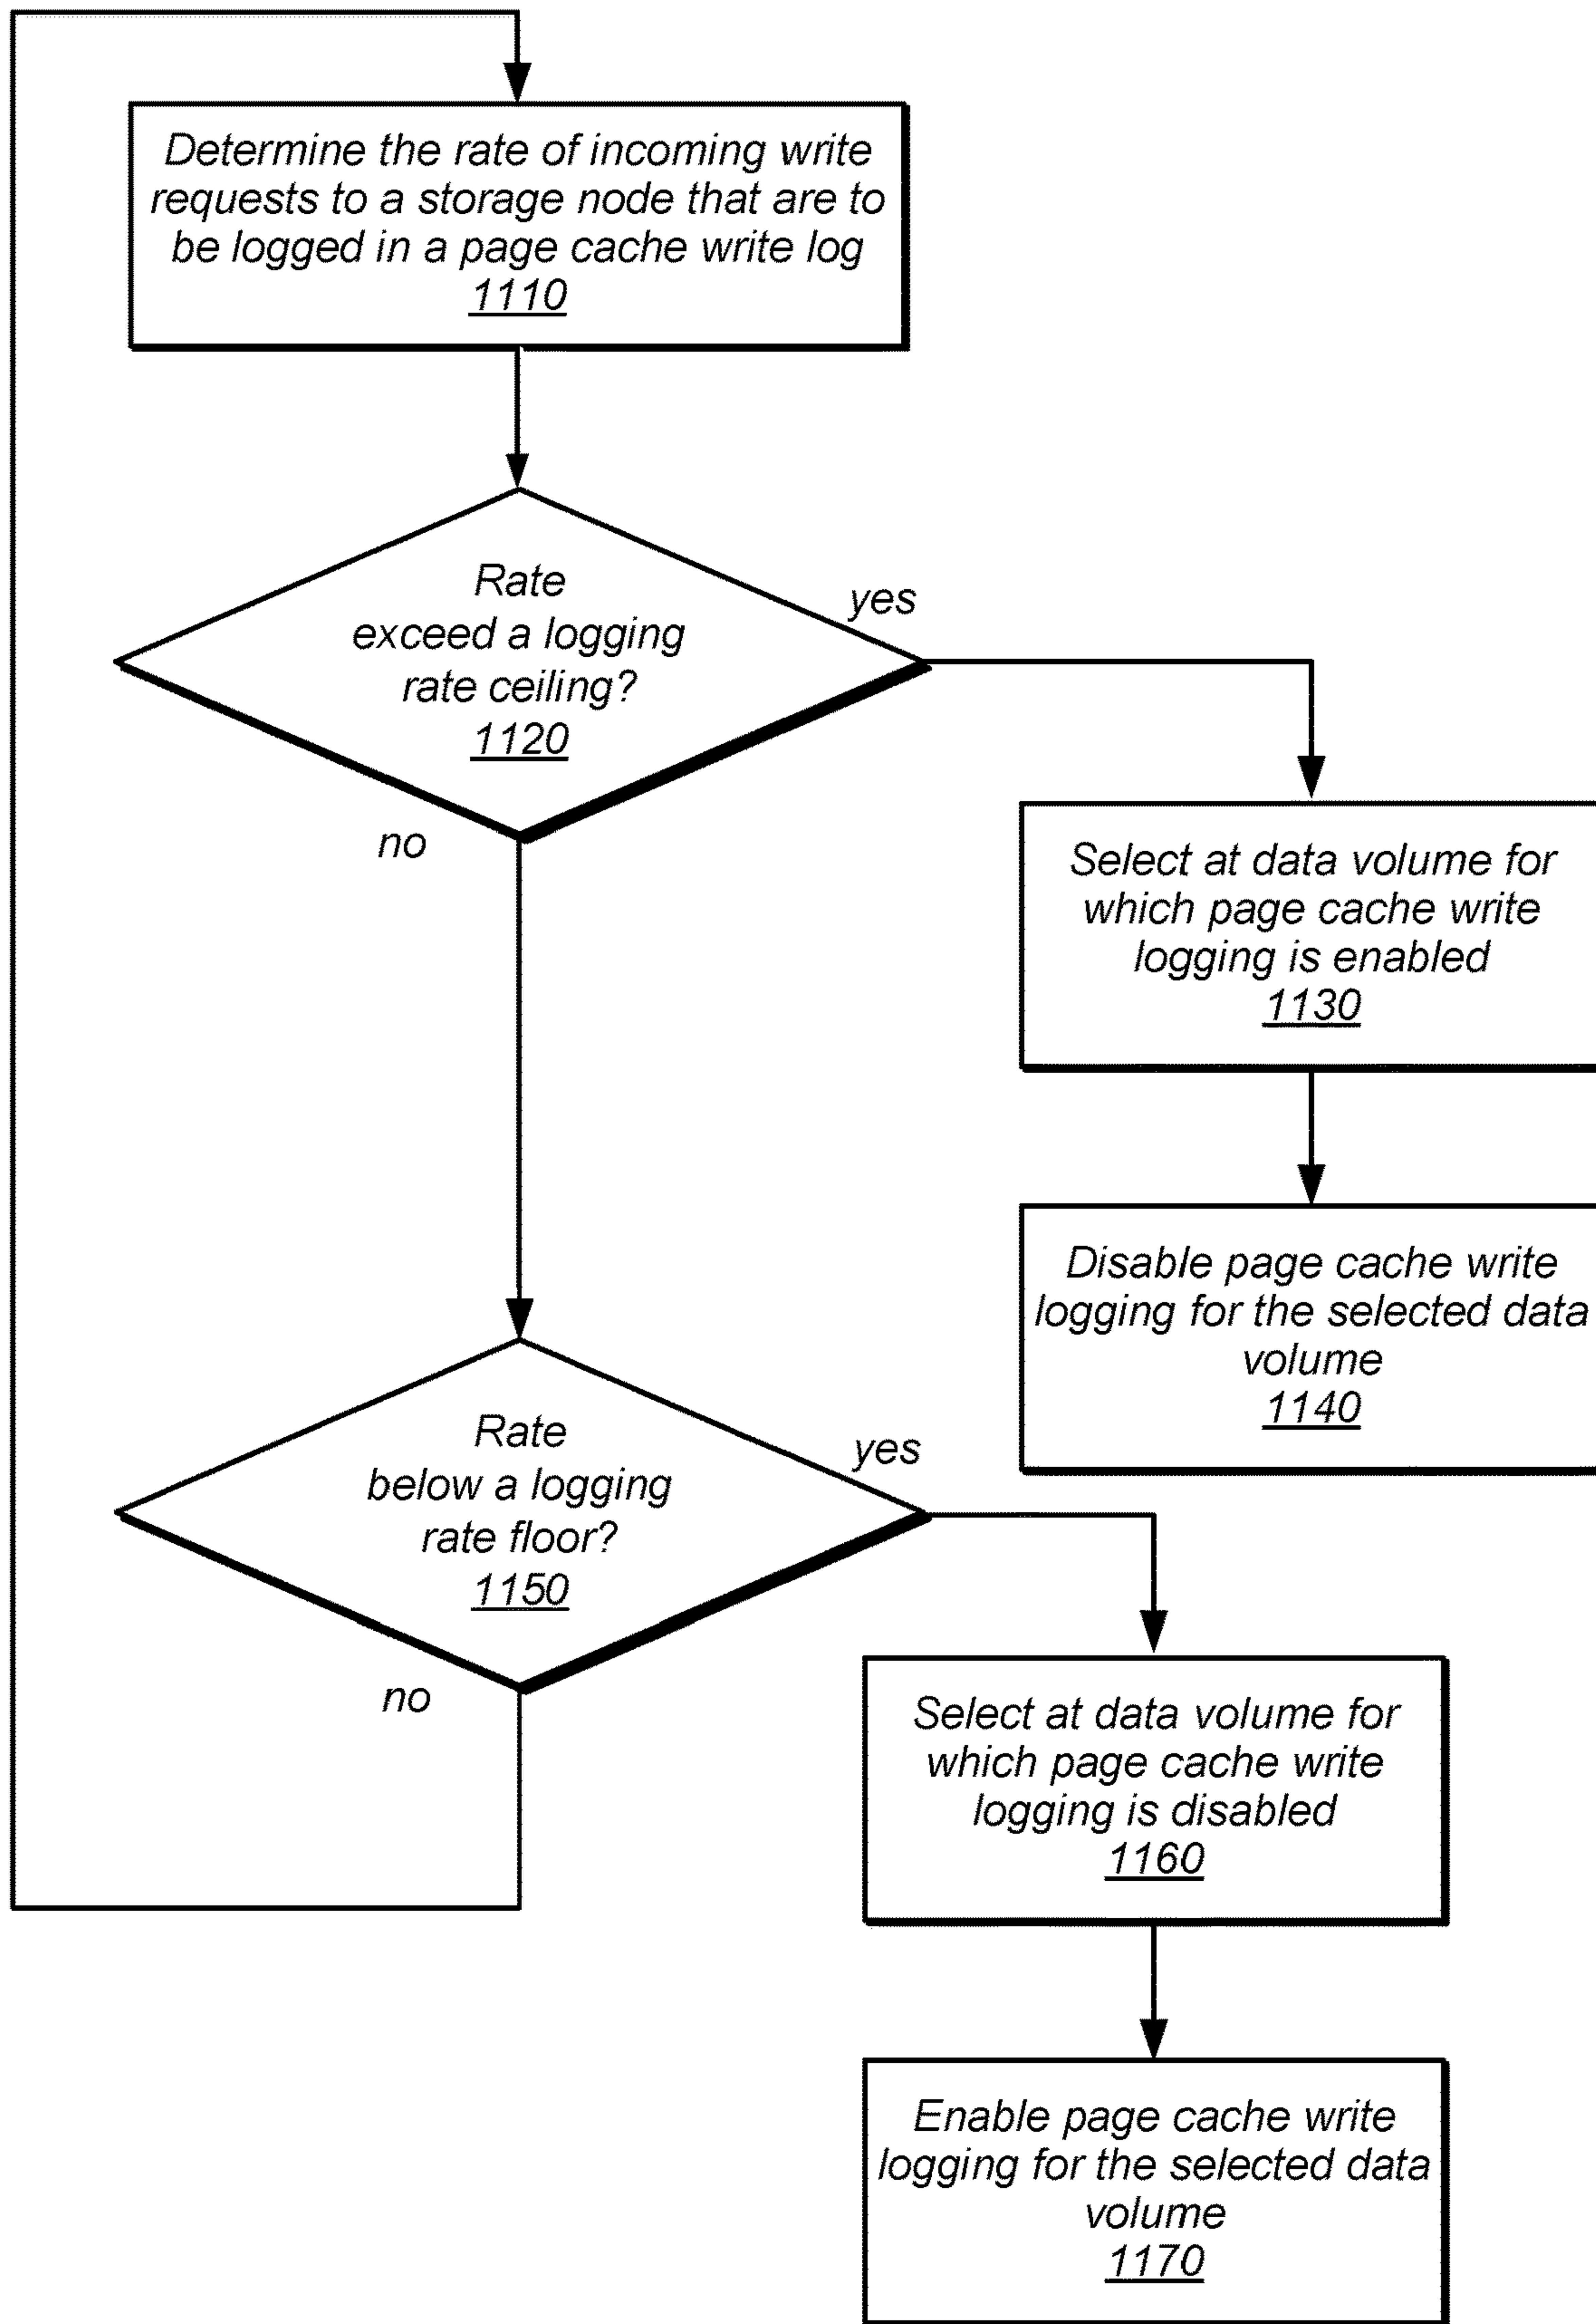 Determine the rate of incoming write
requests to a storage node that are to
be logged in a page cache write log
1110
Rate
exceed a logging
rate ceiling?
1120
yes
no
Select at data volume for
which page cache write
logging is enabled
1130
Disable page cache write
logging for the selected data
volume
1140
Rate
below a logging
rate floor?
1150
yes
no
Select at data volume for
which page cache write
logging is disabled
1160
Enable page cache write
logging for the selected data
volume
1170